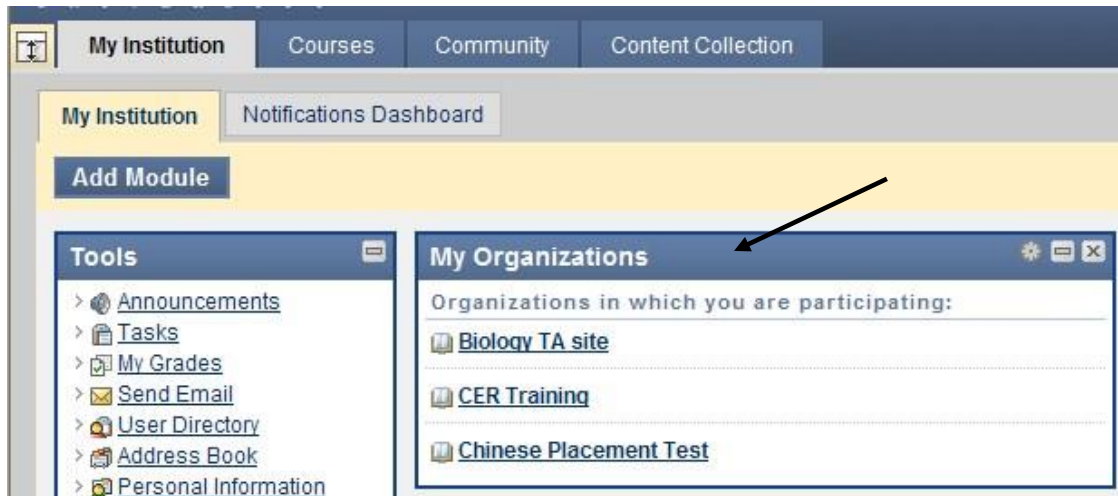 My Institution Courses Community Content Collection
My Institution Notifications Dashboard
Add Module
Tools
Announcements
Tasks
My Grades
Send Email
User Directory
Address Book
Personal Information
My Organizations
Organizations in which you are participating:
Biology TA site
CER Training
Chinese Placement Test